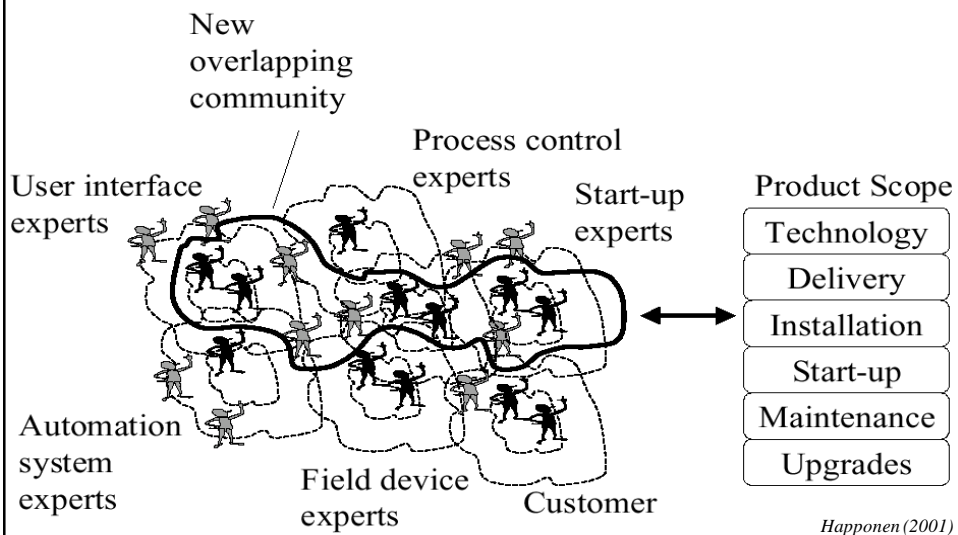 New
overlapping
community
Process control
experts
User interface
experts
Start-up
experts
Product Scope
Technology
Delivery
Installation
Start-up
Maintenance
Upgrades
Automation
system
experts
Field device
experts
Customer
Happonen (2001)